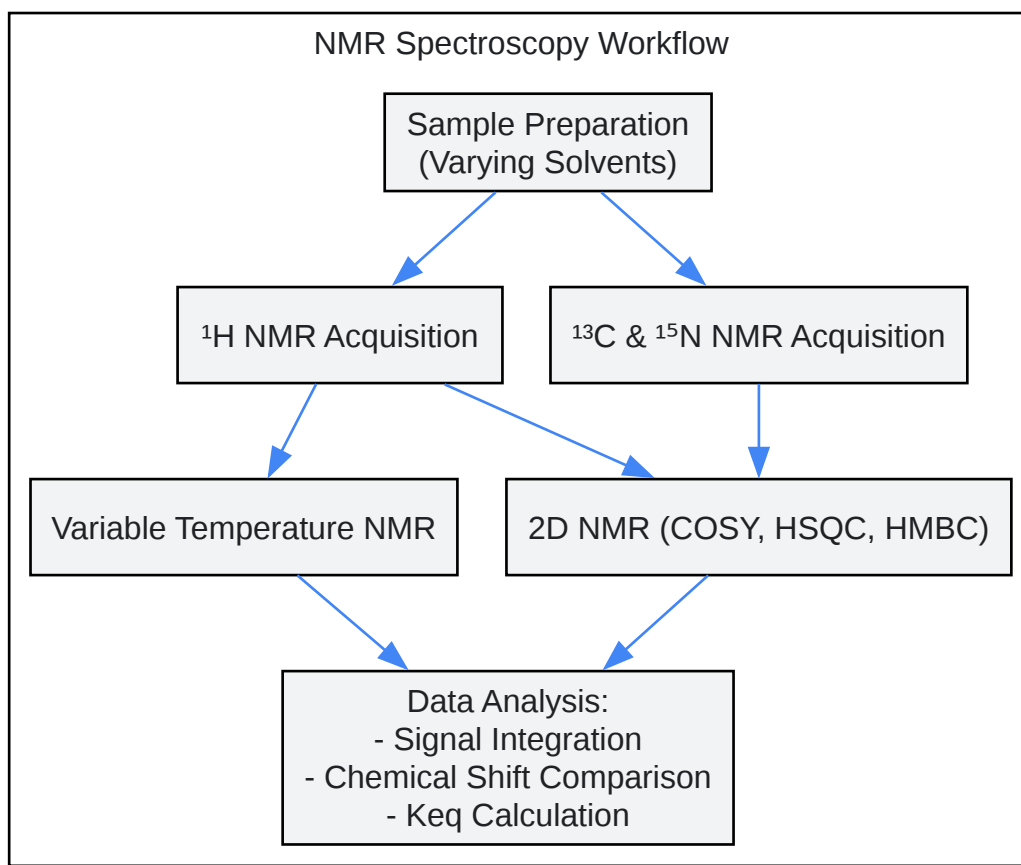 NMR Spectroscopy Workflow
Sample Preparation
(Varying Solvents)
¹H NMR Acquisition
¹³C & ¹⁵N NMR Acquisition
Variable Temperature NMR
2D NMR (COSY, HSQC, HMBC)
Data Analysis:
- Signal Integration
- Chemical Shift Comparison
- Keq Calculation